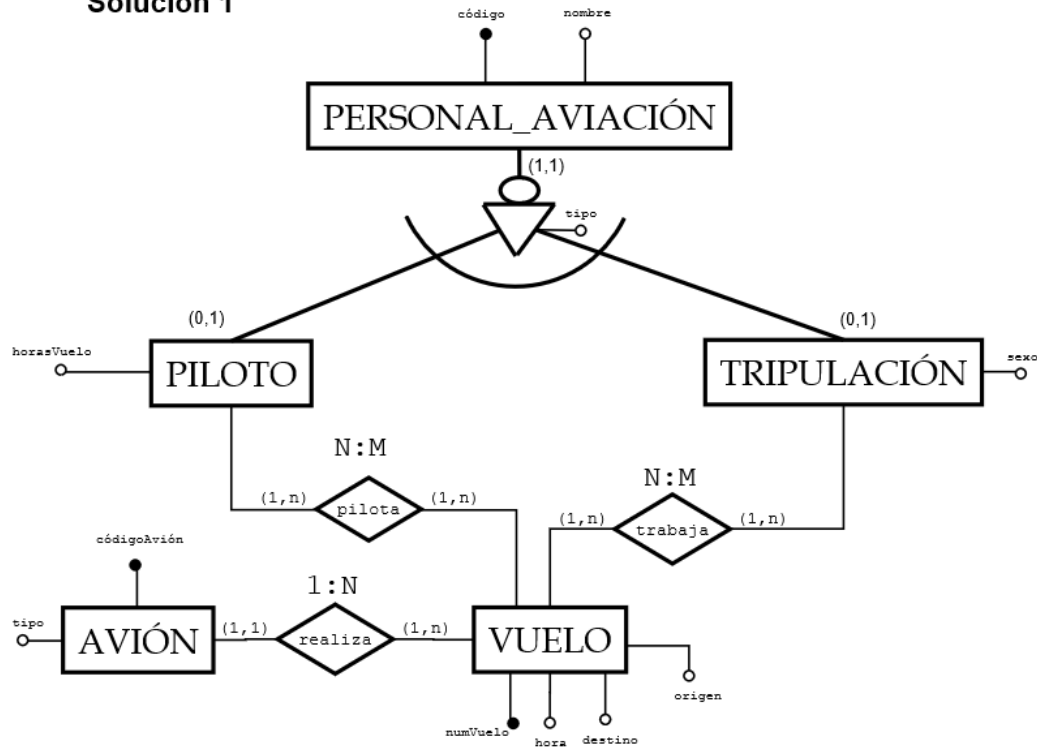 Solución 1
código
nombre
PERSONAL_AVIACIÓN
(1,1)
tipo
(0,1)
(0,1)
horasVuelo
PILOTO
TRIPULACIÓN
sexo
N:M
N:M
(1,n)
pilota
(1,n)
(1,n)
trabaja
(1,n)
códigoAvión
1:N
tipo
AVIÓN
(1,1)
realiza
(1,n)
VUELO
origen
numVuelo
hora
destino